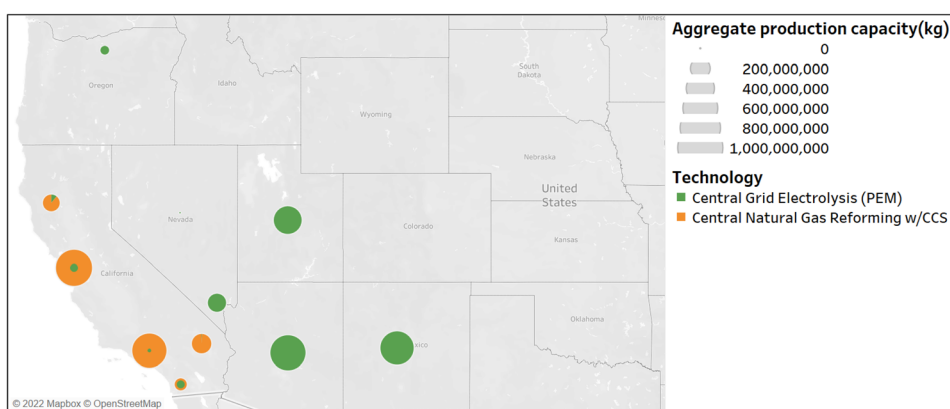 Minnes
Oregon
Idaho
South
Dakota
Wyoming
Nebraska
United
States
Nevada
Colorado
Kansas
California
Oklahoma
xico
© 2022 Mapbox © OpenStreetMap
Aggregate production capacity(kg)
0
200,000,000
400,000,000
600,000,000
800,000,000
1,000,000,000
Technology
Central Grid Electrolysis (PEM)
Central Natural Gas Reforming w/CCS